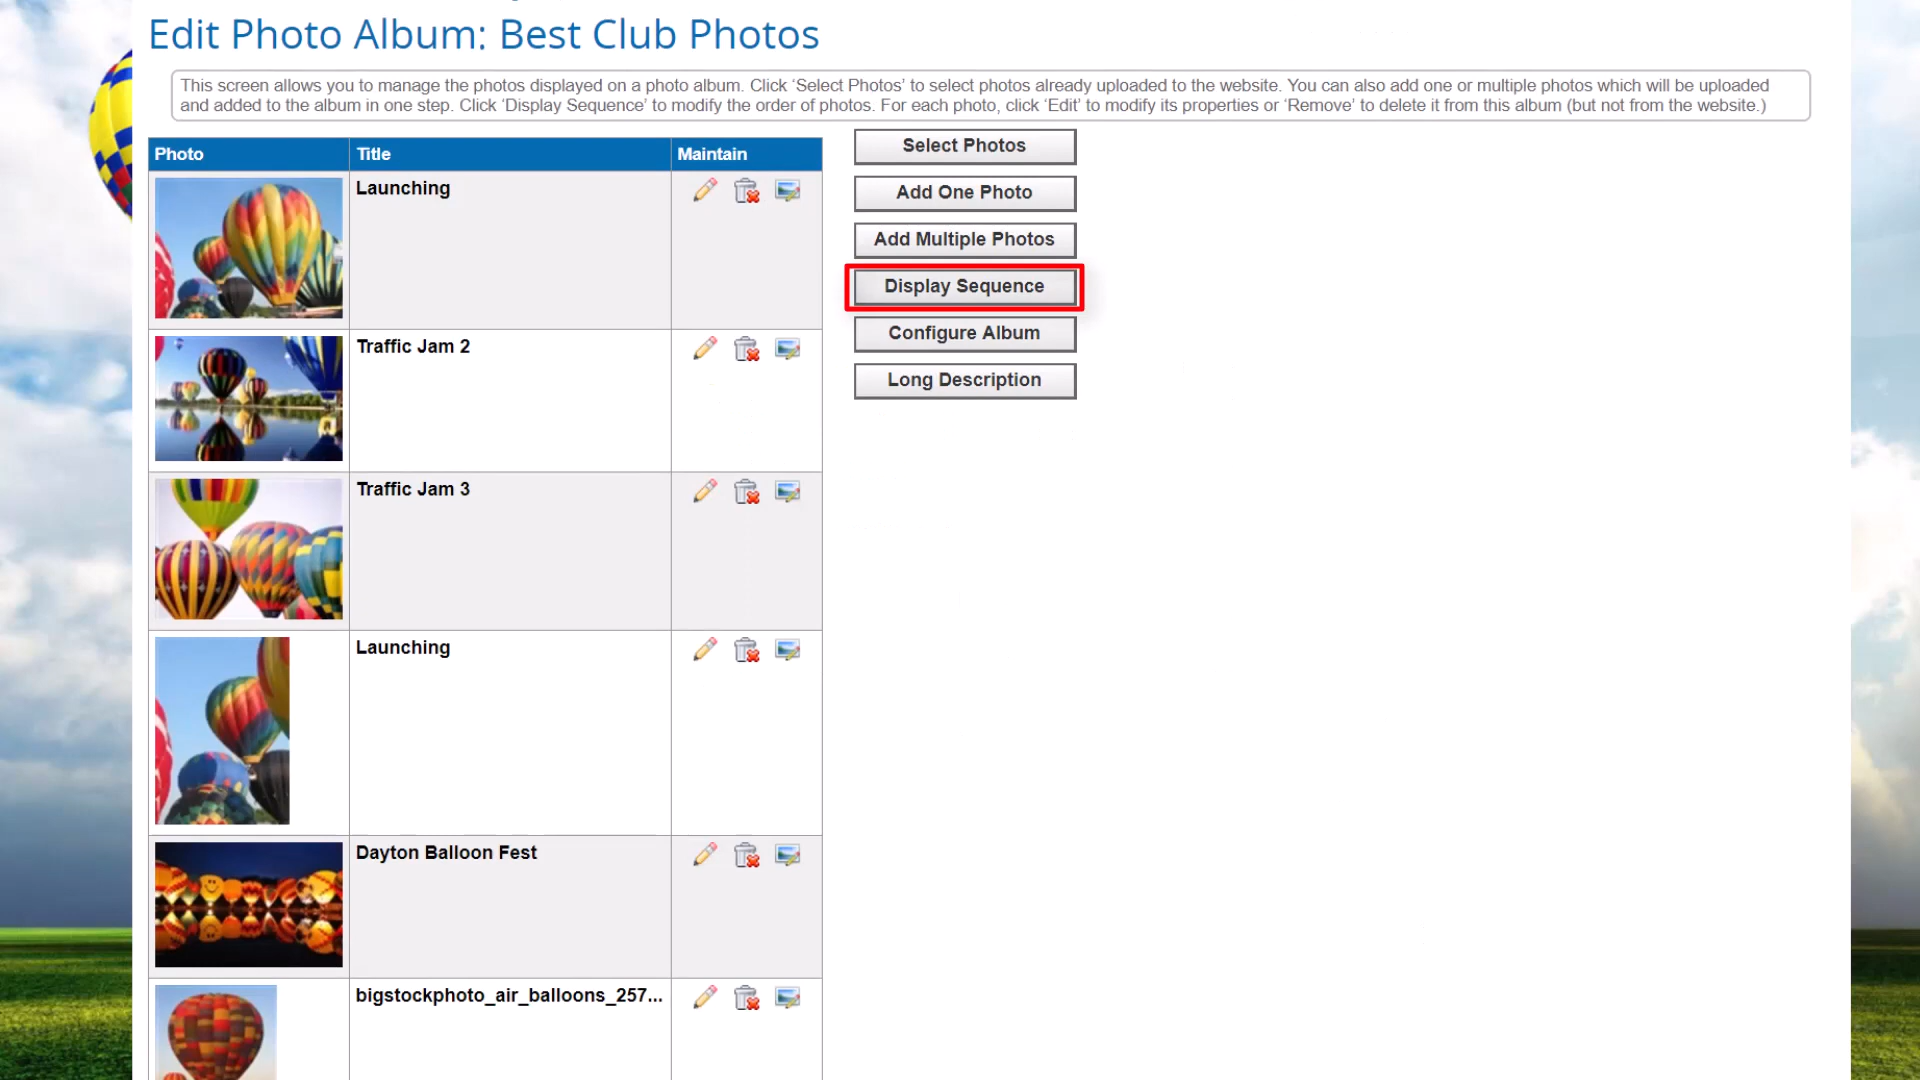 Edit Photo Album: Best Club Photos
This screen allows you to manage the photos displayed on a photo album. Click ‘Select Photos’ to select photos already uploaded to the website. You can also add one or multiple photos which will be uploaded
and added to the album in one step. Click ‘Display Sequence’ to modify the order of photos. For each photo, click ‘Edit’ to modify its properties or ‘Remove’ to delete it from this album (but not from the website.)
Photo Title Maintain
Launching
Traffic Jam 2
Traffic Jam 3
Launching
Dayton Balloon Fest
bigstockphoto_air_balloons_257...
Select Photos
Add One Photo
Add Multiple Photos
Display Sequence
Configure Album
Long Description